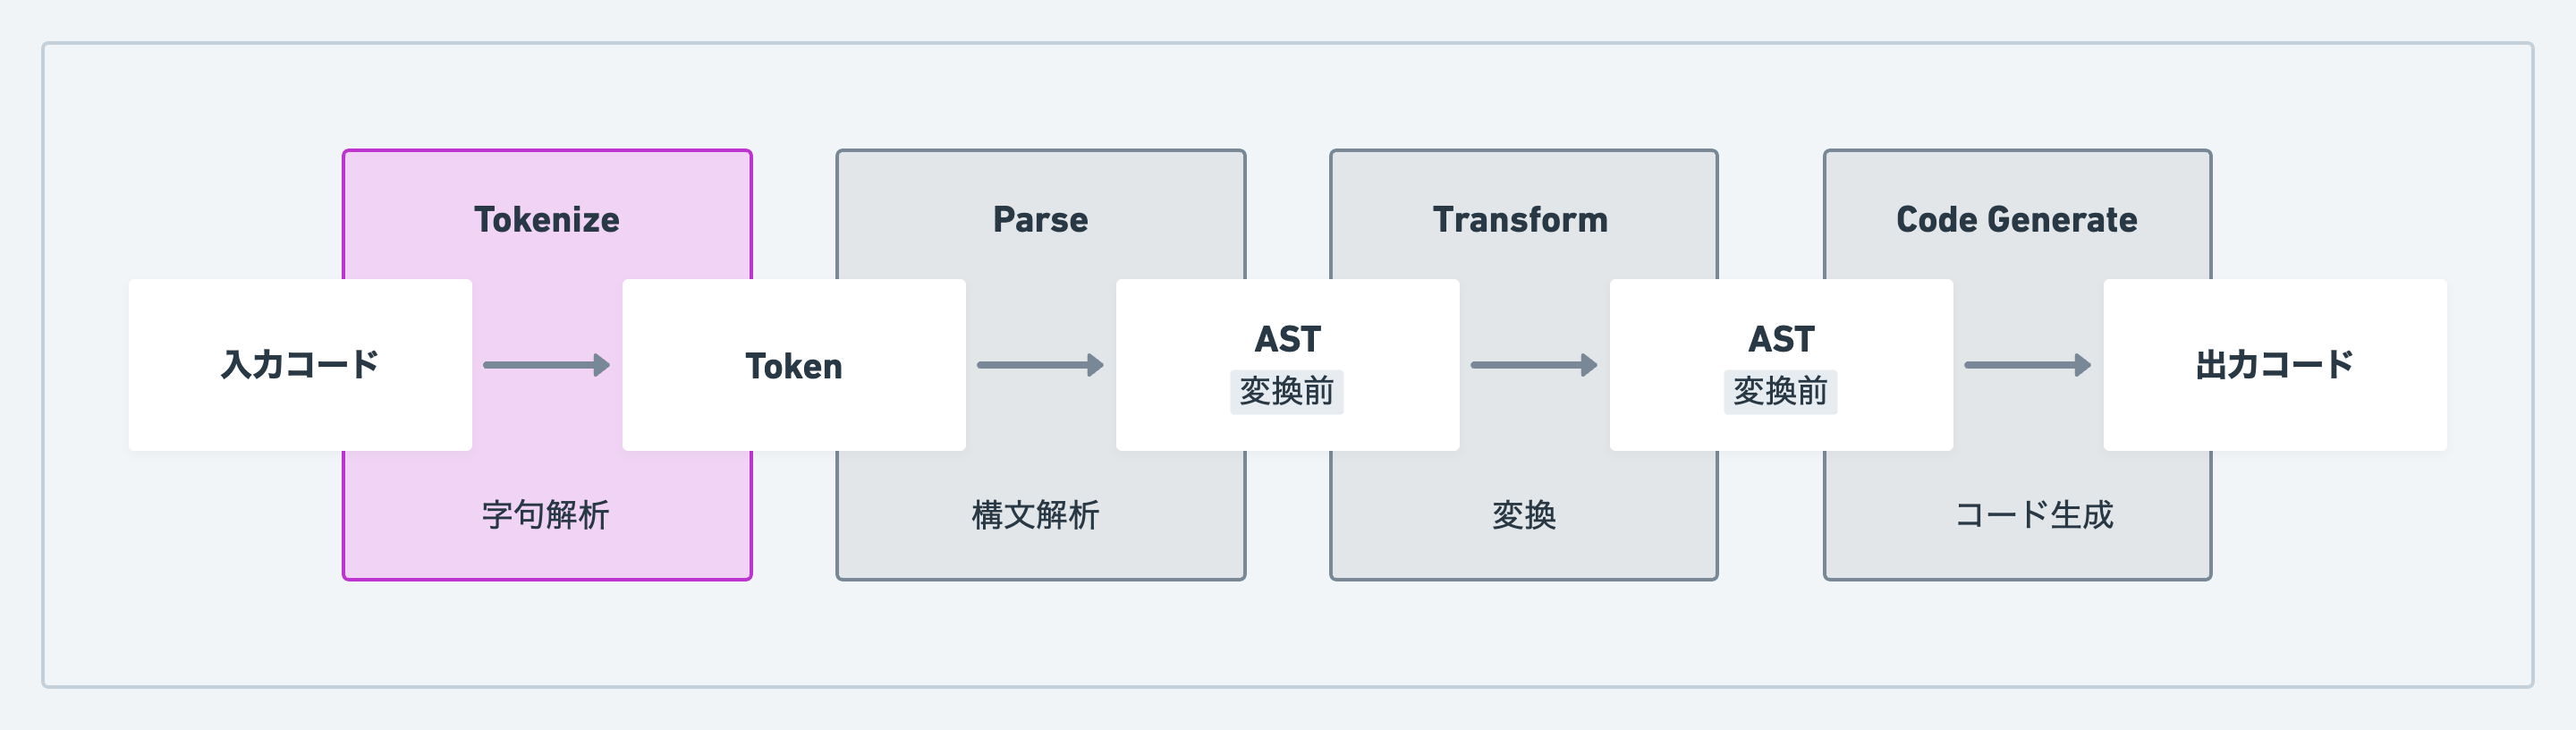 Tokenize
Parse
Transform
Code Generate
入力コード
Token
AST
変換前
AST
変換前
出力コード
字句解析
構文解析
変換
コード生成